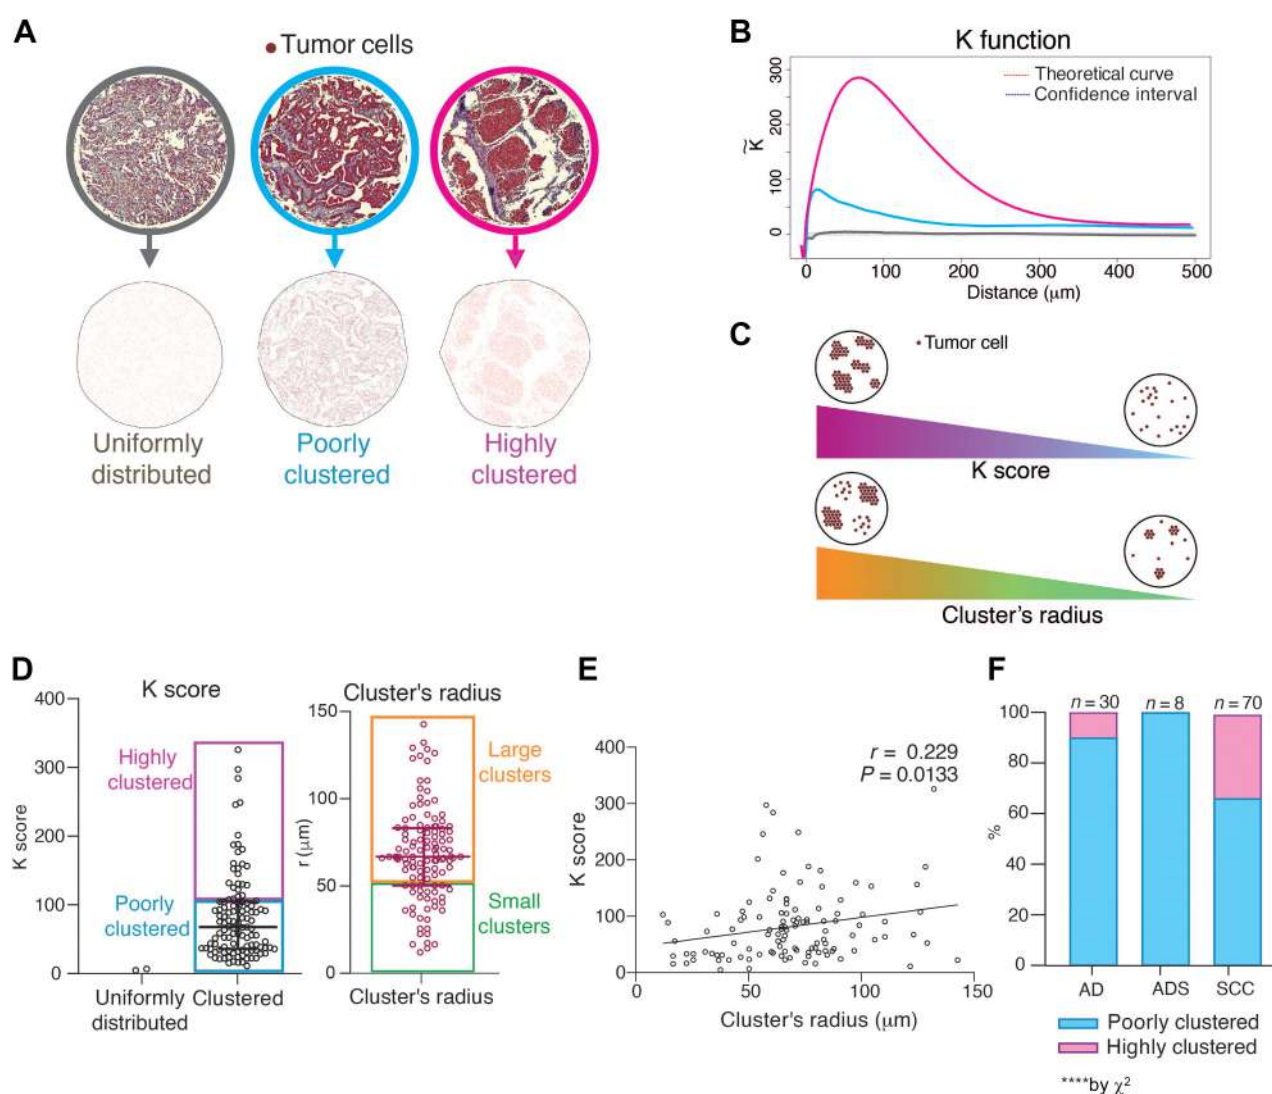 A
Tumor cells
Uniformly
distributed
Poorly
clustered
Highly
clustered
B
K function
Theoretical curve
Confidence interval
K̃
300
200
100
0
0 100 200 300 400 500
Distance (μm)
C
Tumor cell
K score
Cluster's radius
D
K score
K score
400
300
200
100
0
Highly
clustered
Poorly
clustered
Uniformly
distributed
Clustered
Cluster's radius
r (μm)
150
100
50
0
Large
clusters
Small
clusters
Cluster's radius
E
r = 0.229
P = 0.0133
K score
400
300
200
100
0
0 50 100 150
Cluster's radius (μm)
F
n = 30 n = 8 n = 70
%
100
80
60
40
20
0
AD ADS SCC
Poorly clustered
Highly clustered
****by χ²